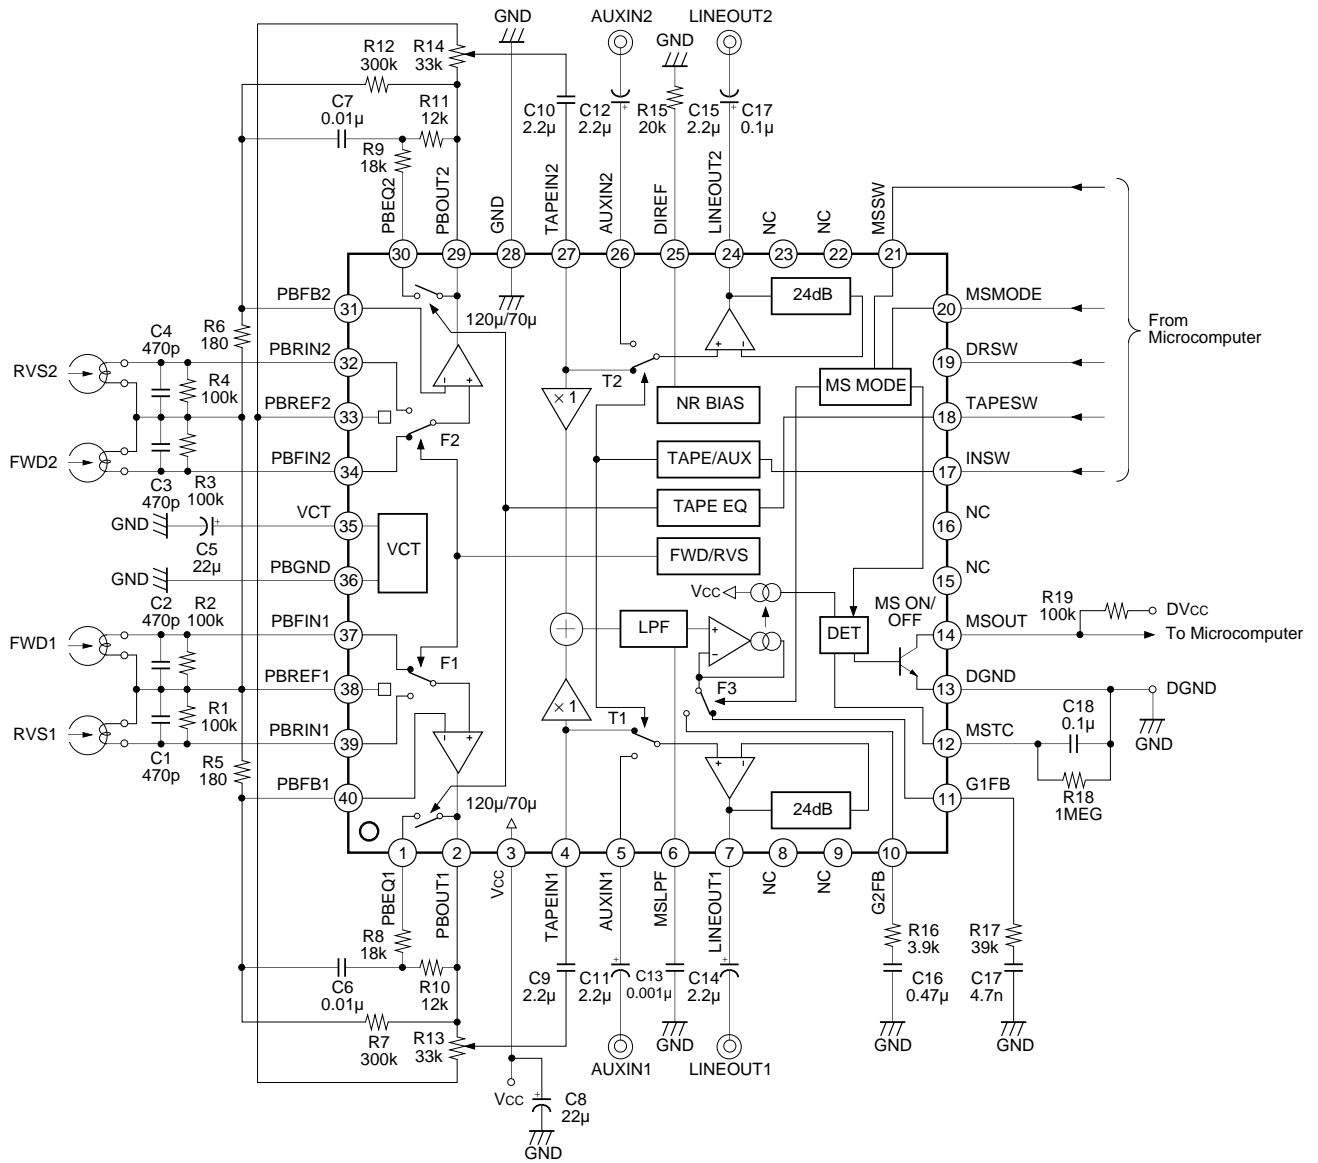 GND
AUXIN2
LINEOUT2
R12
300k
R14
33k
GND
C7
0.01µ
R11
12k
C10
2.2µ
C12
2.2µ
R15
20k
C15
2.2µ
C17
0.1µ
R9
18k
PBEQ2
PBOUT2
GND
TAPEIN2
AUXIN2
DIREF
LINEOUT2
NC
NC
MSSW
30
29
28
27
26
25
24
23
22
21
PBFB2
31
120µ/70µ
24dB
20
MSMODE
From
Microcomputer
C4
470p
R6
180
RVS2
R4
100k
PBRIN2
32
T2
MS MODE
19
DRSW
PBREF2
33
× 1
NR BIAS
18
TAPESW
FWD2
PBFIN2
34
F2
TAPE/AUX
17
INSW
C3
470p
R3
100k
TAPE EQ
GND
C5
22µ
VCT
35
VCT
FWD/RVS
16
NC
GND
PBGND
36
15
NC
C2
470p
R2
100k
VCC
MS ON/
OFF
R19
100k
DVCC
FWD1
PBFIN1
37
LPF
DET
14
MSOUT
To Microcomputer
F1
F3
PBREF1
38
13
DGND
DGND
RVS1
R1
100k
× 1
T1
C18
0.1µ
GND
PBRIN1
39
12
MSTC
C1
470p
R5
180
R18
1MEG
PBFB1
40
120µ/70µ
24dB
11
G1FB
1
2
3
4
5
6
7
8
9
10
PBEQ1
PBOUT1
VCC
TAPEIN1
AUXIN1
MSLPF
LINEOUT1
NC
NC
G2FB
R8
18k
R16
3.9k
R17
39k
C6
0.01µ
R10
12k
C9
2.2µ
C11
2.2µ
C13
0.001µ
C14
2.2µ
C16
0.47µ
C17
4.7n
R7
300k
R13
33k
GND
GND
GND
AUXIN1
LINEOUT1
VCC
C8
22µ
GND